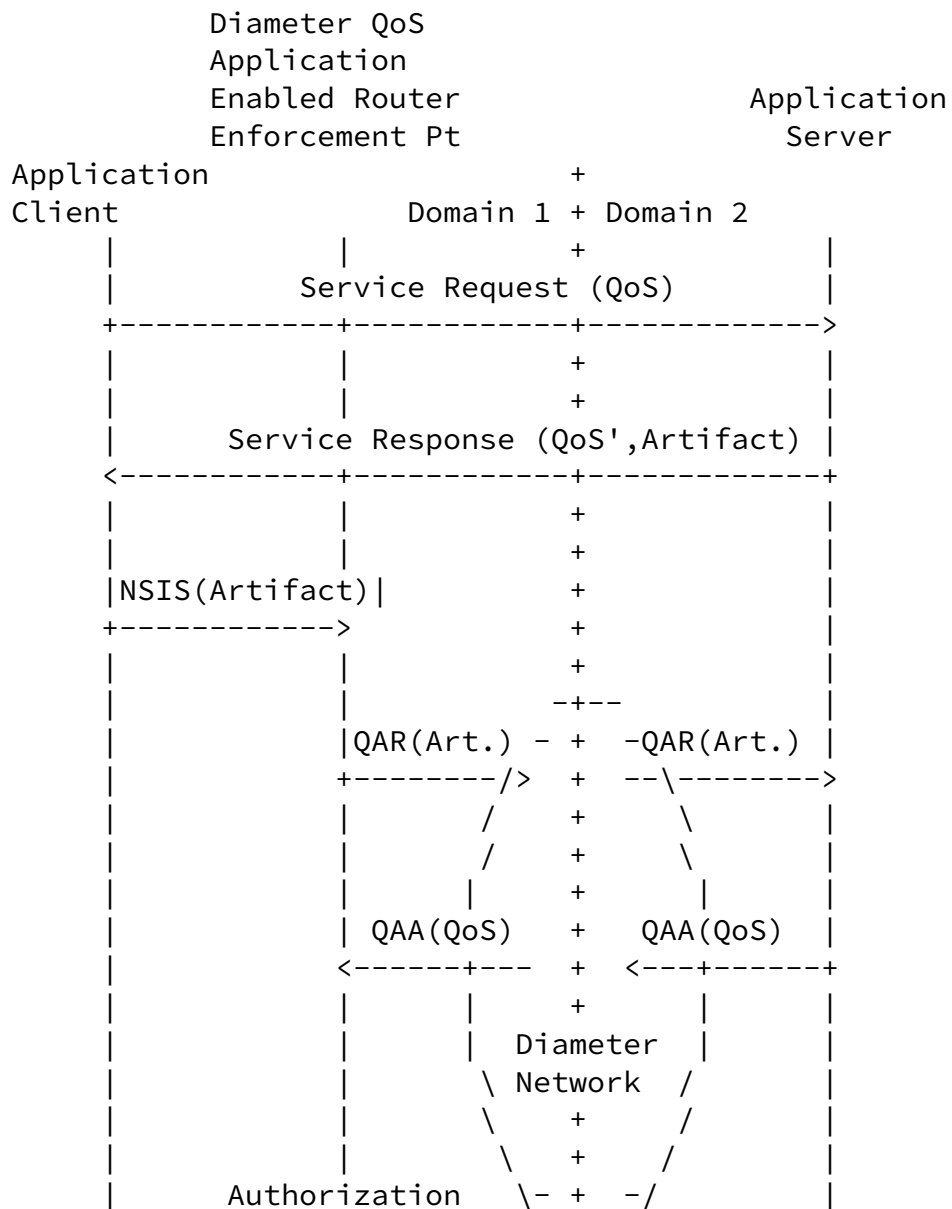 Diameter QoS
Application
Enabled Router Application
Enforcement Pt Server
Application +
Client Domain 1 + Domain 2
| | + |
| Service Request (QoS) |
+------------+------------+------------->
| | + |
| | + |
| Service Response (QoS',Artifact) |
<------------+------------+-------------+
| | + |
| | + |
|NSIS(Artifact)| + |
+------------> + |
| | + |
| | -+-- |
| |QAR(Art.) - + -QAR(Art.) |
| +--------/> + --\--------> 
| | / + \ |
| | / + \ |
| | | + | |
| | QAA(QoS) + QAA(QoS) |
| <------+--- + <---+------+
| | | + | |
| | | Diameter | |
| | \ Network / |
| | \ + / |
| | \ + / |
| Authorization \- + -/ |